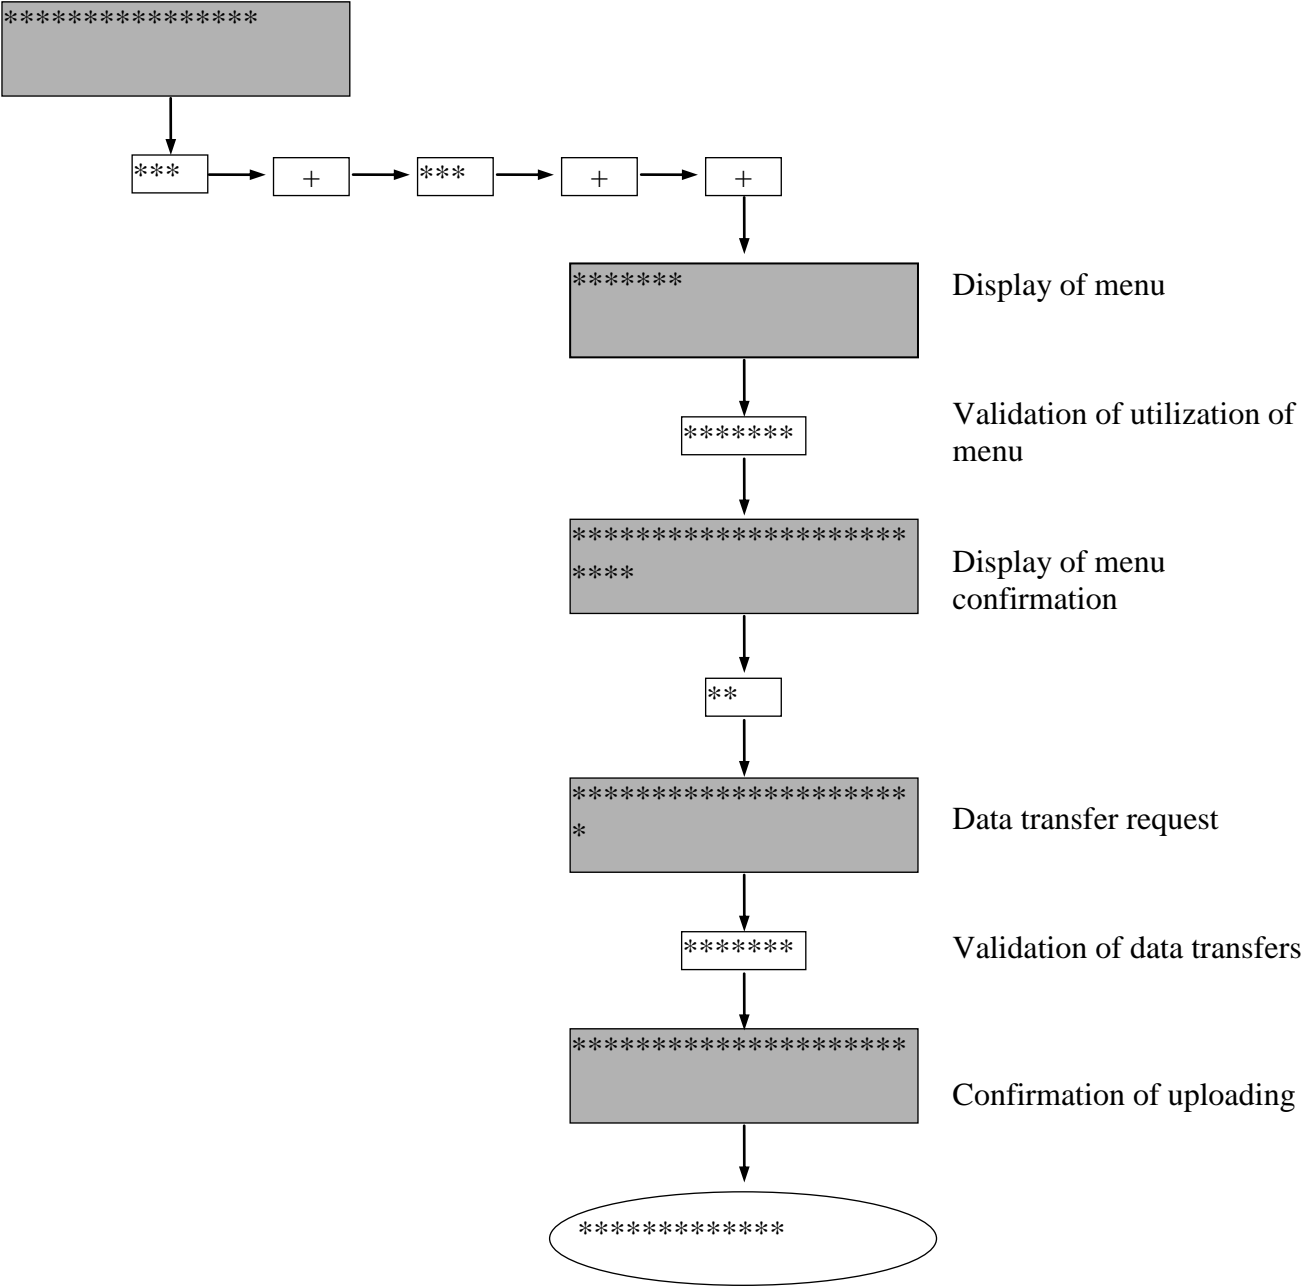 ****************
*** + *** + +
*******
Display of menu
*******
Validation of utilization of
menu
*********************
****
Display of menu
confirmation
**
*********************
*
Data transfer request
*******
Validation of data transfers
*********************
Confirmation of uploading
*************